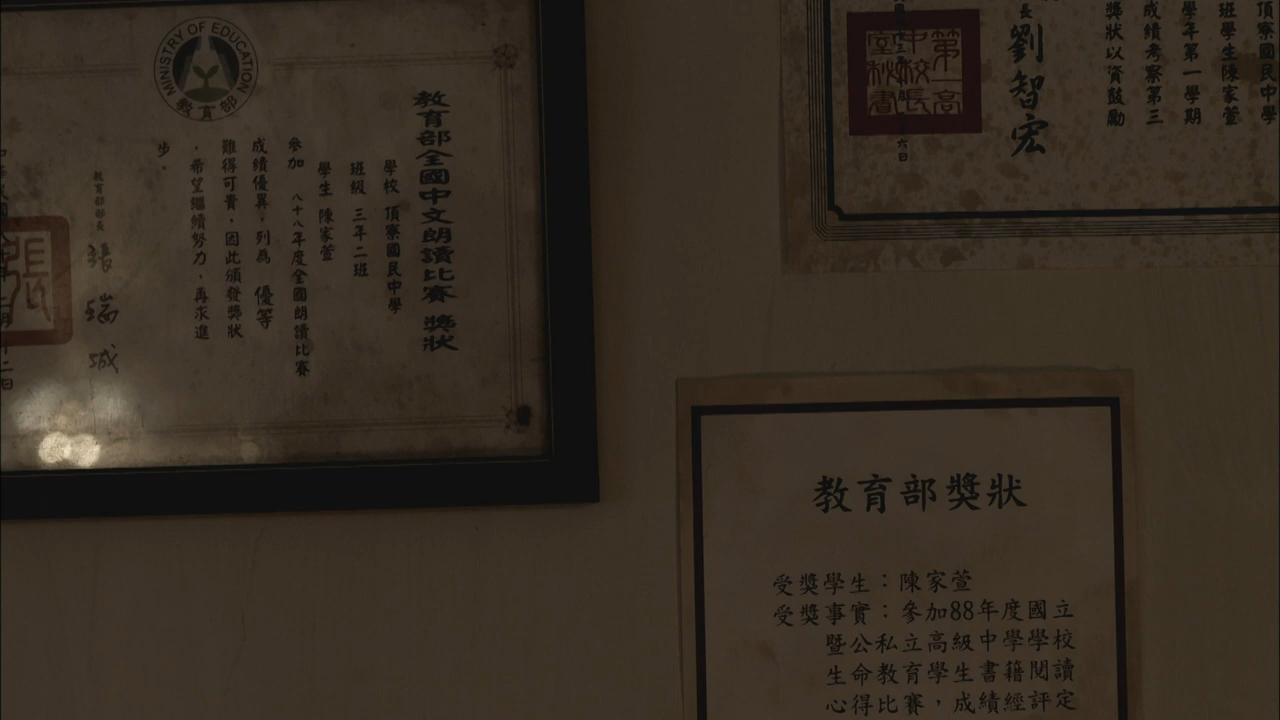 MINISTRY OF EDUCATION
教育部
教育部全國中文朗讀比賽 獎狀
學校 頂寮國民中學
班級 三年二班
學生 陳家萱
參加 八十八年度全國朗讀比賽
成績優異，列為 優等
難得可貴，因此頒發獎狀
，希望繼續努力，再求進
步。
教育部部長 張瑞城
張
頂寮國民中學
班學生陳家萱
學年第一學期
成績考察第三
獎狀以資鼓勵
長 劉智宏
六日
教育部獎狀
受獎學生：陳家萱
受獎事實：參加88年度國立
暨公私立高級中學學校
生命教育學生書籍閱讀
心得比賽，成績經評定